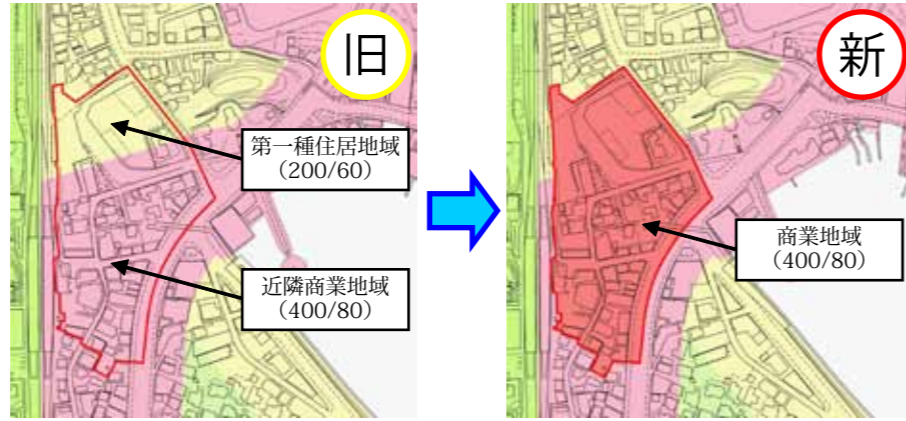 旧
第一種住居地域
(200/60)
近隣商業地域
(400/80)
新
商業地域
(400/80)